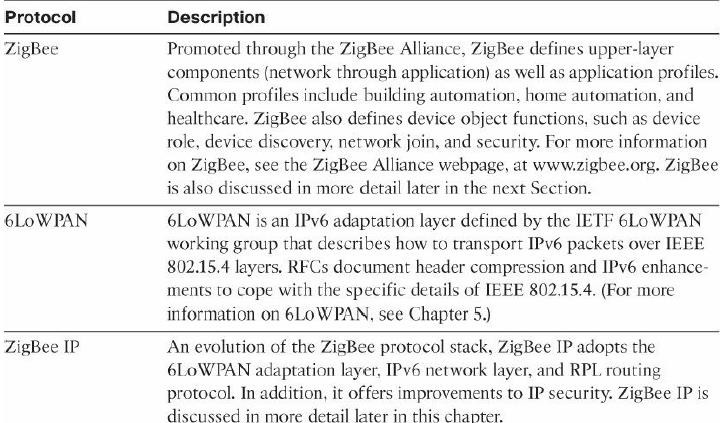 Protocol Description
ZigBee Promoted through the ZigBee Alliance, ZigBee defines upper-layer
components (network through application) as well as application profiles.
Common profiles include building automation, home automation, and
healthcare. ZigBee also defines device object functions, such as device
role, device discovery, network join, and security. For more information
on ZigBee, see the ZigBee Alliance webpage, at www.zigbee.org. ZigBee
is also discussed in more detail later in the next Section.
6LoWPAN 6LoWPAN is an IPv6 adaptation layer defined by the IETF 6LoWPAN
working group that describes how to transport IPv6 packets over IEEE
802.15.4 layers. RFCs document header compression and IPv6 enhance-
ments to cope with the specific details of IEEE 802.15.4. (For more
information on 6LoWPAN, see Chapter 5.)
ZigBee IP An evolution of the ZigBee protocol stack, ZigBee IP adopts the
6LoWPAN adaptation layer, IPv6 network layer, and RPL routing
protocol. In addition, it offers improvements to IP security. ZigBee IP is
discussed in more detail later in this chapter.